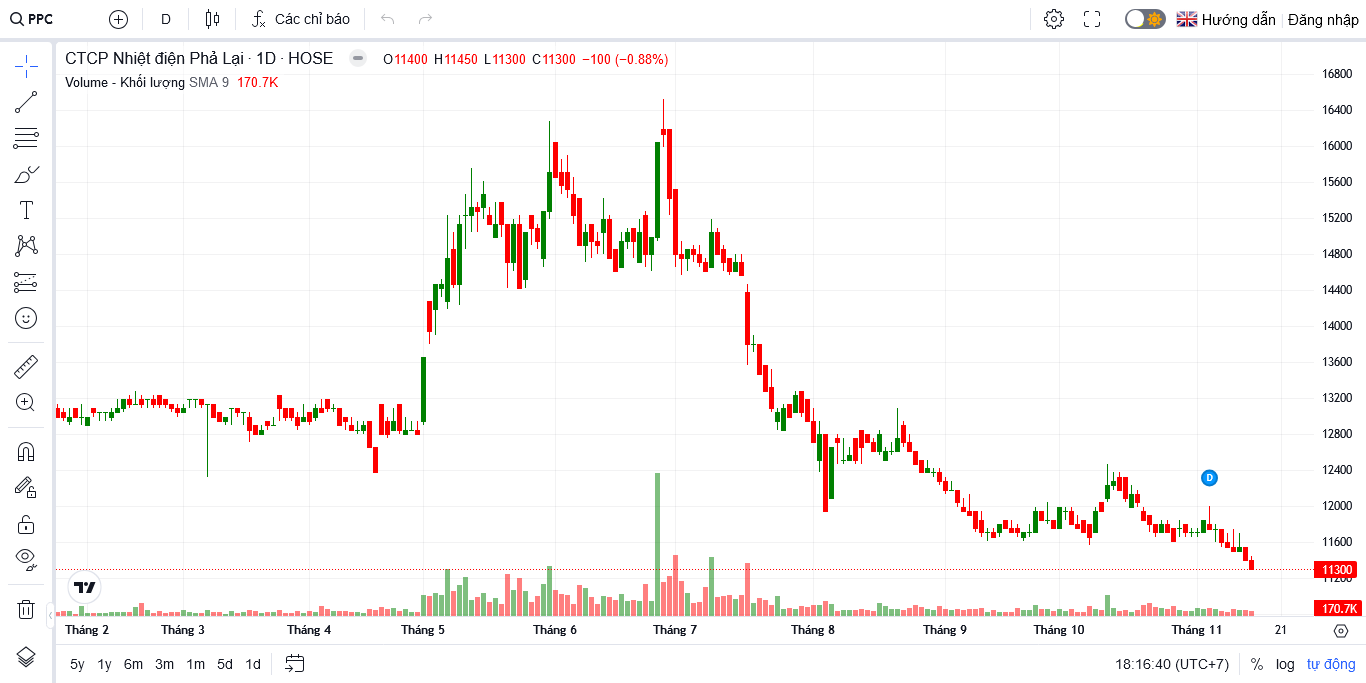 PPC D Các chỉ báo Hướng dẫn Đăng nhập
CTCP Nhiệt điện Phả Lại · 1D · HOSE O11400 H11450 L11300 C11300 −100 (−0.88%)
Volume - Khối lượng SMA 9 170.7K
16800
16400
16000
15600
15200
14800
14400
14000
13600
13200
12800
12400
D
12000
11600
11300
11200
170.7K
Tháng 2 Tháng 3 Tháng 4 Tháng 5 Tháng 6 Tháng 7 Tháng 8 Tháng 9 Tháng 10 Tháng 11 21
5y 1y 6m 3m 1m 5d 1d 18:16:40 (UTC+7) % log tự động